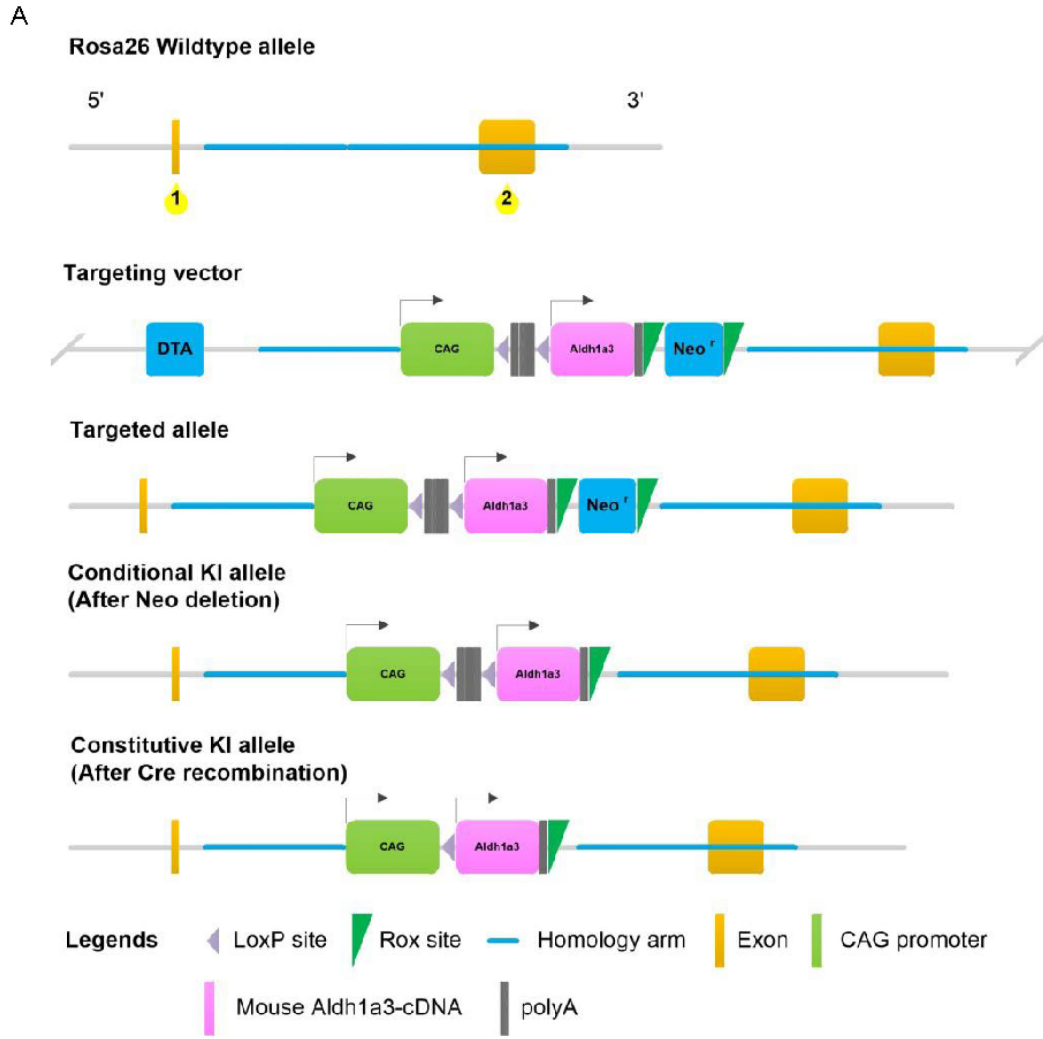 A
Rosa26 Wildtype allele
5' 3'
1 2
Targeting vector
DTA CAG Aldh1a3 Neo r
Targeted allele
CAG Aldh1a3 Neo r
Conditional KI allele
(After Neo deletion)
CAG Aldh1a3
Constitutive KI allele
(After Cre recombination)
CAG Aldh1a3
Legends LoxP site Rox site Homology arm Exon CAG promoter
Mouse Aldh1a3-cDNA polyA